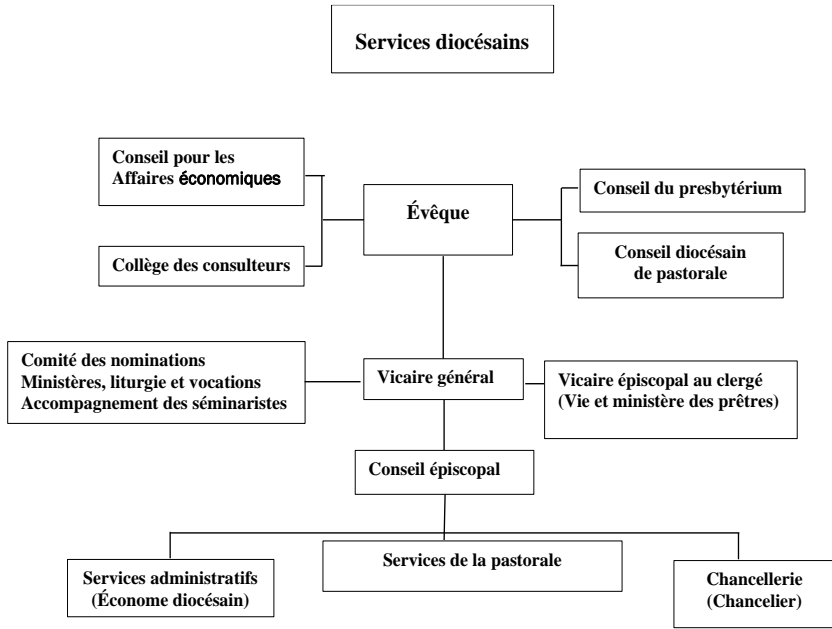 Services diocésains
Conseil pour les
Affaires économiques
Évêque
Conseil du presbytérium
Collège des consulteurs
Conseil diocésain
de pastorale
Comité des nominations
Ministères, liturgie et vocations
Accompagnement des séminaristes
Vicaire général
Vicaire épiscopal au clergé
(Vie et ministère des prêtres)
Conseil épiscopal
Services administratifs
(Économe diocésain)
Services de la pastorale
Chancellerie
(Chancelier)